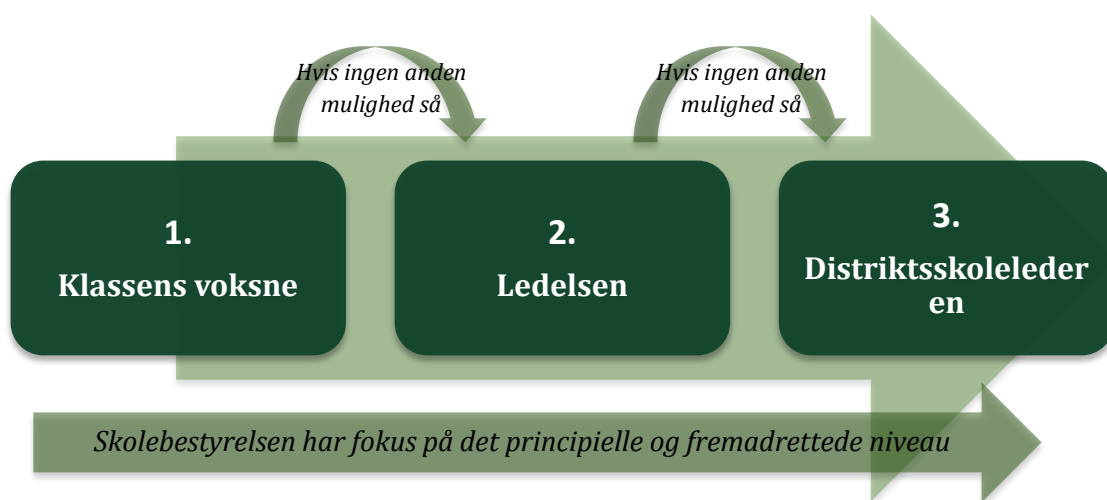 Hvis ingen anden
mulighed så
Hvis ingen anden
mulighed så
1.
Klassens voksne
2.
Ledelsen
3.
Distriktsskoleleder
en
Skolebestyrelsen har fokus på det principielle og fremadrettede niveau